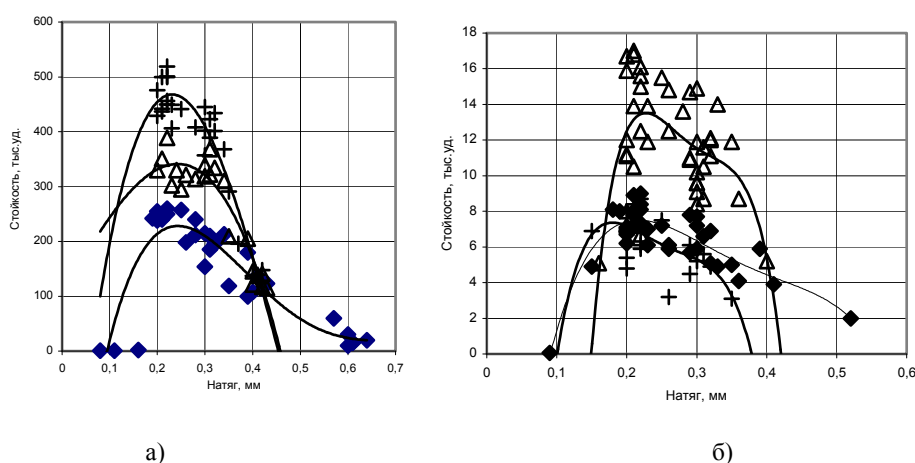 600
500
400
300
200
100
0
Стойкость, тыс.уд.
0 0,1 0,2 0,3 0,4 0,5 0,6 0,7
Натяг, мм
а)
18
16
14
12
10
8
6
4
2
0
Стойкость, тыс.уд.
0 0,1 0,2 0,3 0,4 0,5 0,6
Натяг, мм
б)